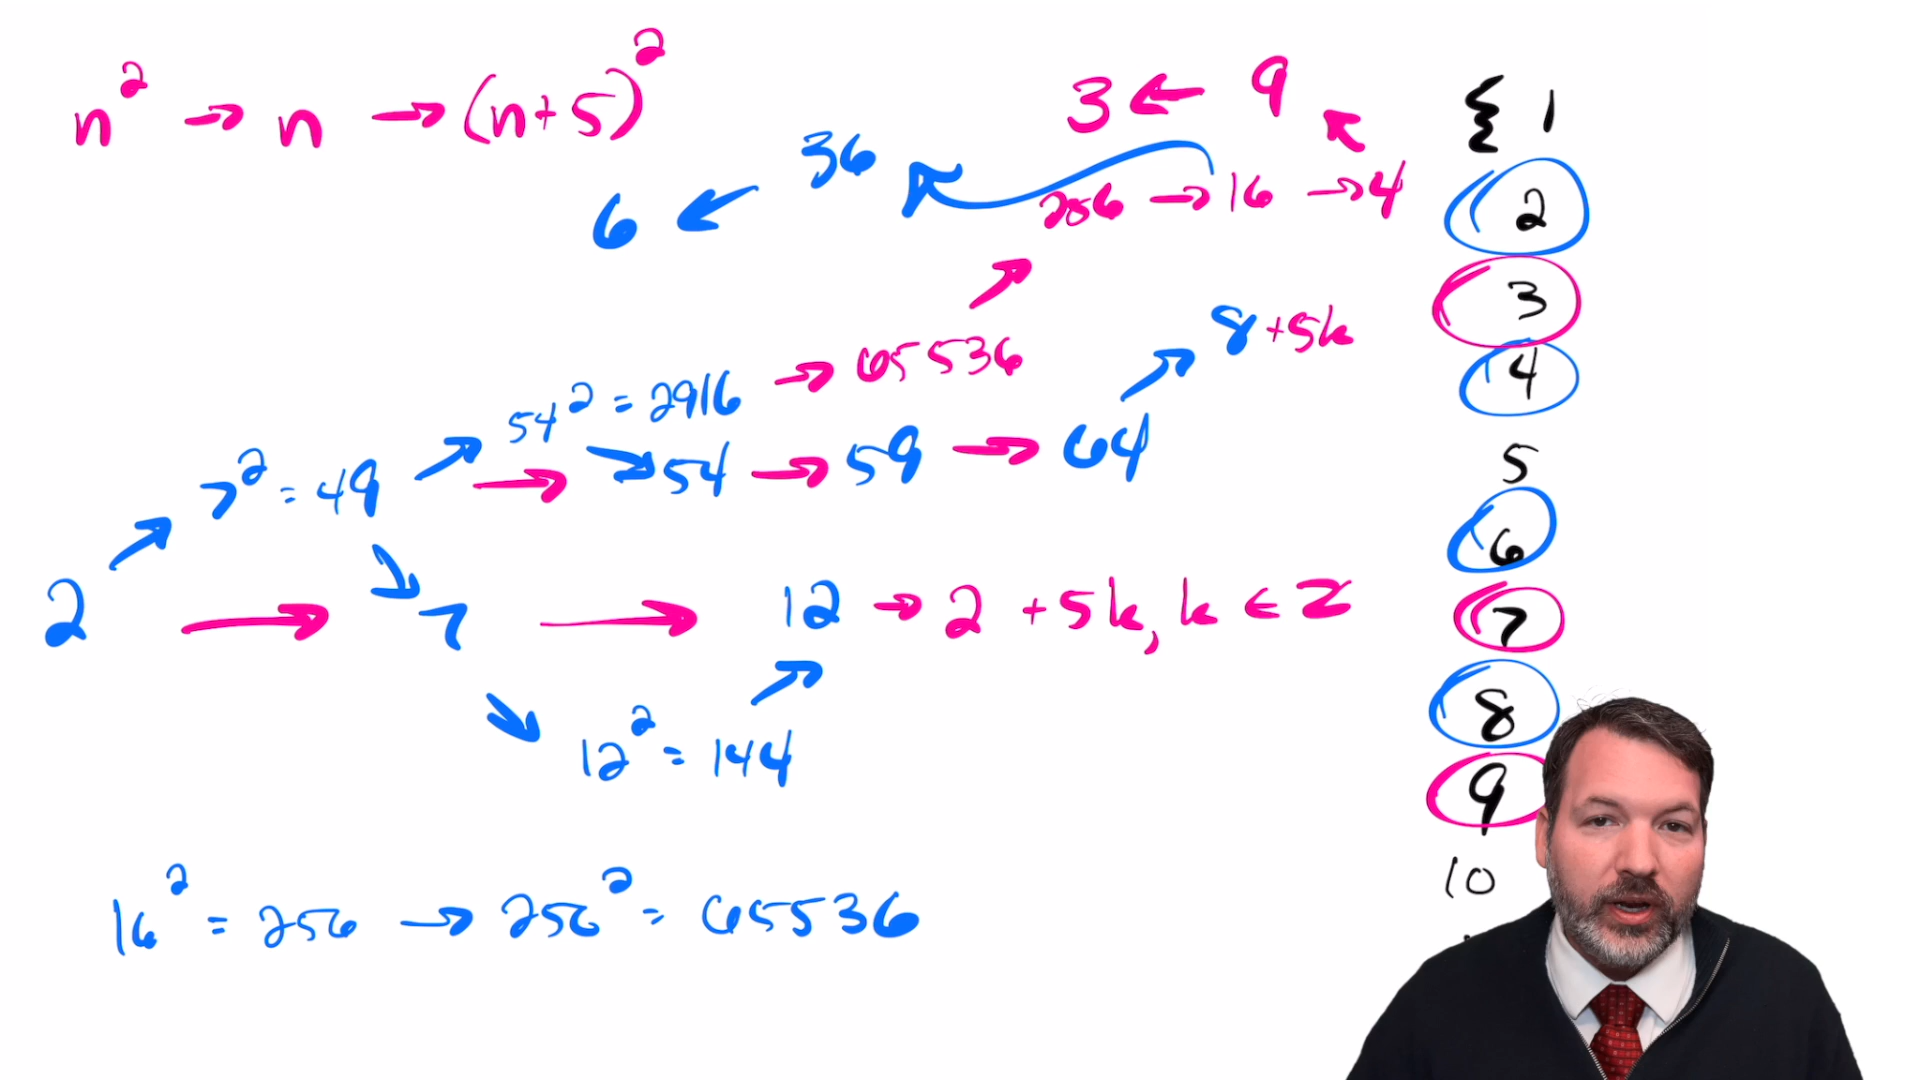 n² → n → (n+5)²
3 ← 9
6 ← 36
256 → 16 → 4
54² = 2916 → 65536
8 + 5k
7² = 49 → 54 → 59 → 64
2 → 7 → 12 → 2 + 5k, k ∈ Z
12² = 144
16² = 256 → 256² = 65536
{ 1
2
3
4
5
6
7
8
9
10